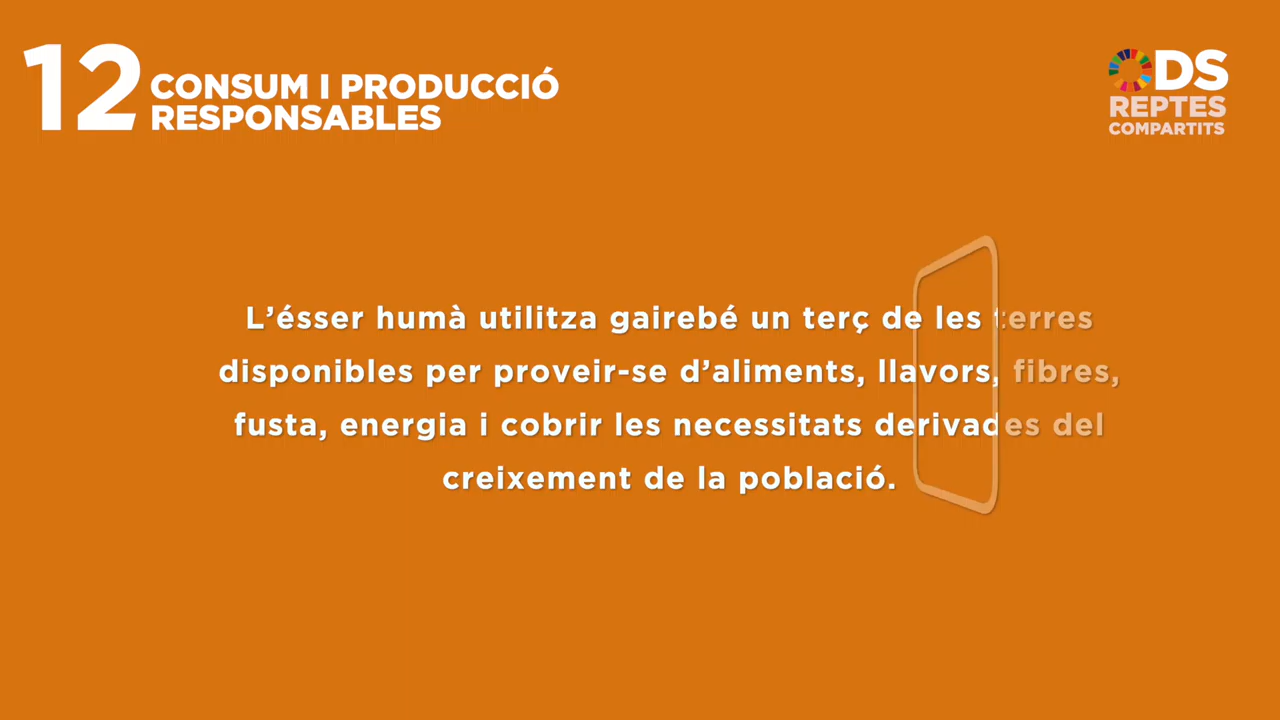 12 CONSUM I PRODUCCIÓ
RESPONSABLES
ODS
REPTES
COMPARTITS
L’ésser humà utilitza gairebé un terç de les terres
disponibles per proveir-se d’aliments, llavors, fibres,
fusta, energia i cobrir les necessitats derivades del
creixement de la població.